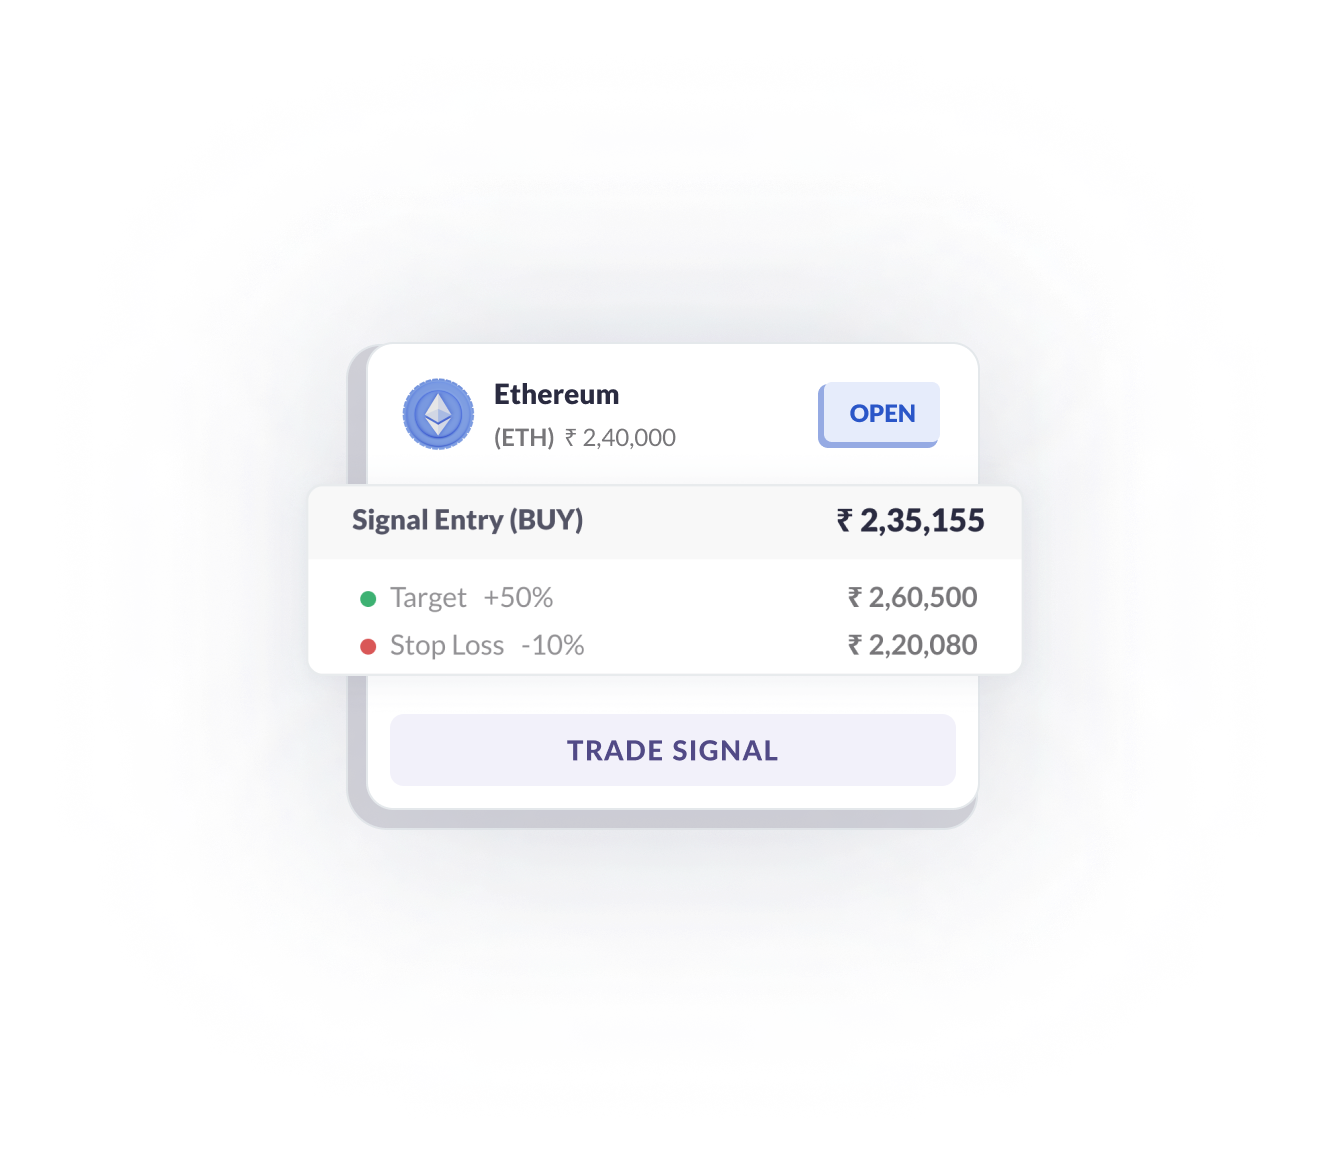 Ethereum
(ETH) ₹ 2,40,000
OPEN
Signal Entry (BUY) ₹ 2,35,155
Target +50% ₹ 2,60,500
Stop Loss -10% ₹ 2,20,080
TRADE SIGNAL